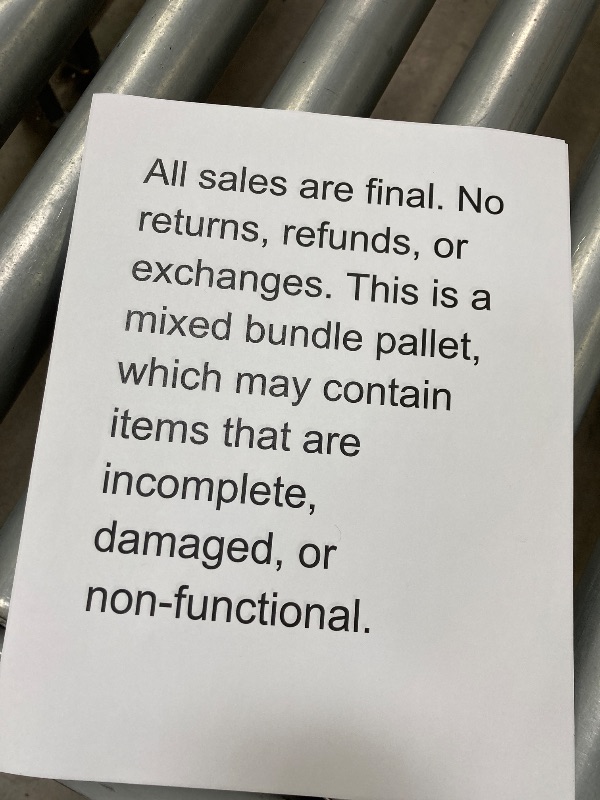 All sales are final. No
returns, refunds, or
exchanges. This is a
mixed bundle pallet,
which may contain
items that are
incomplete,
damaged, or
non-functional.